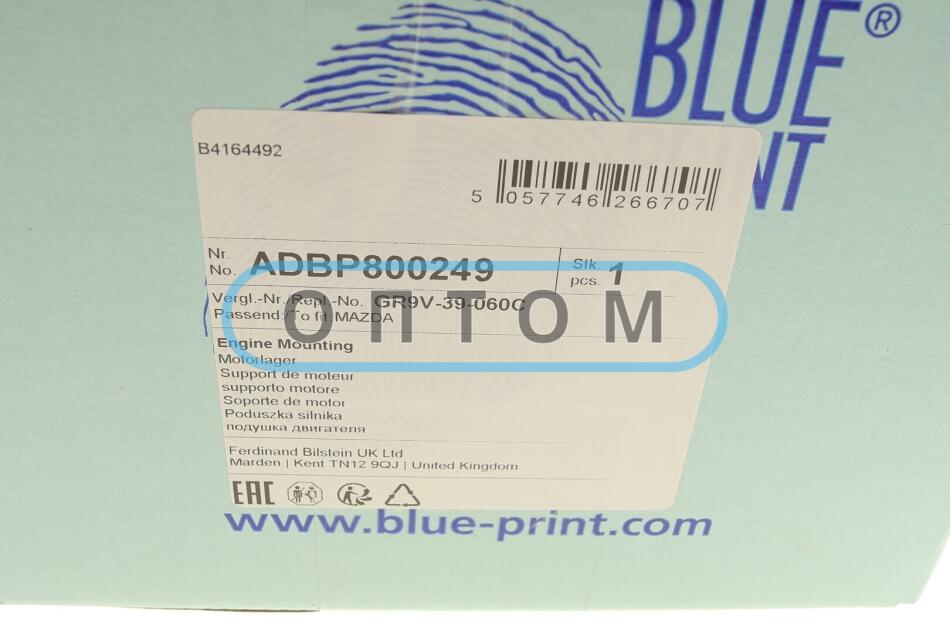 BLUE®
PRINT
B4164492
5 057746 266707
Nr.
No. ADBP800249
Stk.
pcs. 1
Vergl.-Nr./Repl.-No. GR9V-39-060C
Passend:/To fit: MAZDA
ОПТОМ
Engine Mounting
Motorlager
Support de moteur
supporto motore
Soporte de motor
Poduszka silnika
подушка двигателя
Ferdinand Bilstein UK Ltd
Marden | Kent TN12 9QJ | United Kingdom
EAC
www.blue-print.com